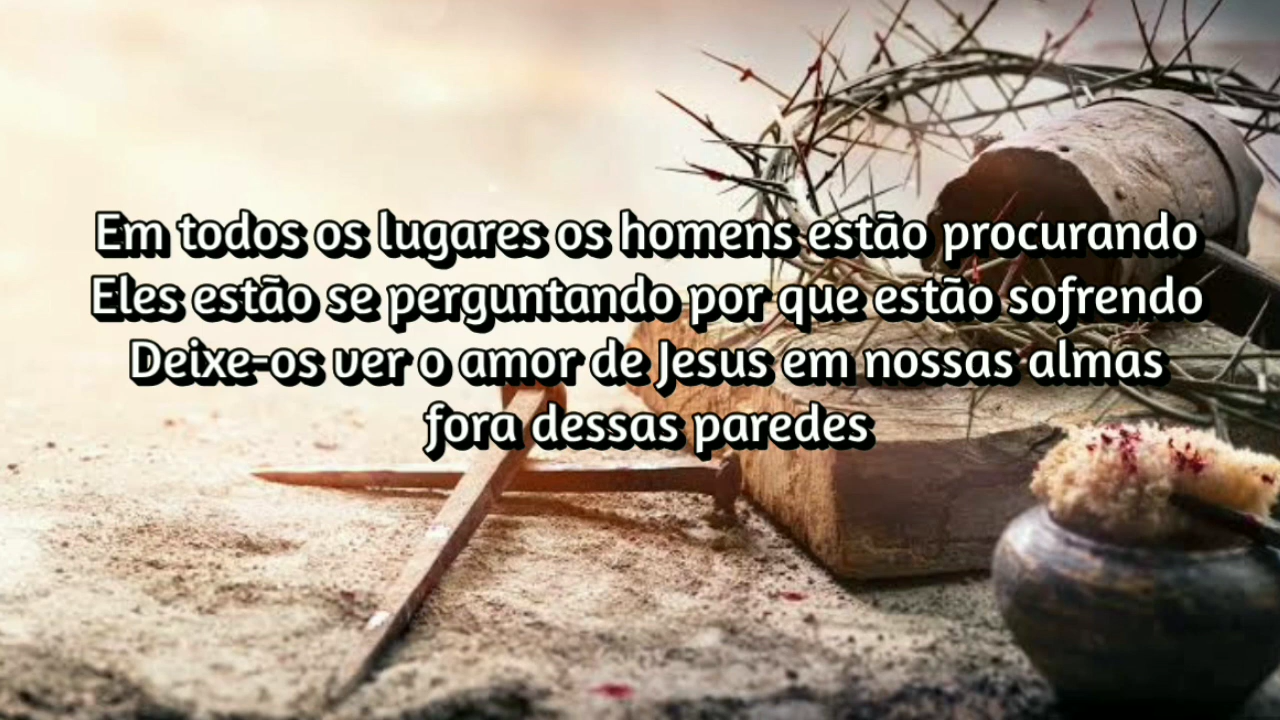 Em todos os lugares os homens estão procurando
Eles estão se perguntando por que estão sofrendo
Deixe-os ver o amor de Jesus em nossas almas
fora dessas paredes